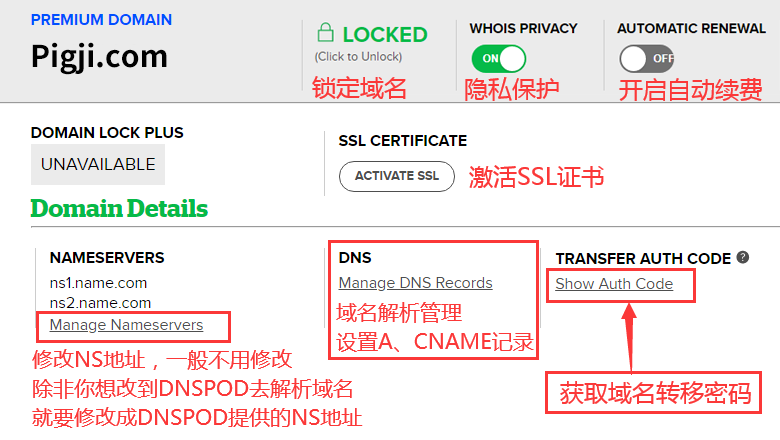 PREMIUM DOMAIN
Pigji.com
LOCKED
(Click to Unlock)
锁定域名
WHOIS PRIVACY
ON
隐私保护
AUTOMATIC RENEWAL
OFF
开启自动续费
DOMAIN LOCK PLUS
UNAVAILABLE
SSL CERTIFICATE
ACTIVATE SSL
激活SSL证书
Domain Details
NAMESERVERS
ns1.name.com
ns2.name.com
Manage Nameservers
修改NS地址，一般不用修改
除非你想改到DNSPOD去解析域名
就要修改成DNSPOD提供的NS地址
DNS
Manage DNS Records
域名解析管理
设置A、CNAME记录
TRANSFER AUTH CODE ?
Show Auth Code
获取域名转移密码